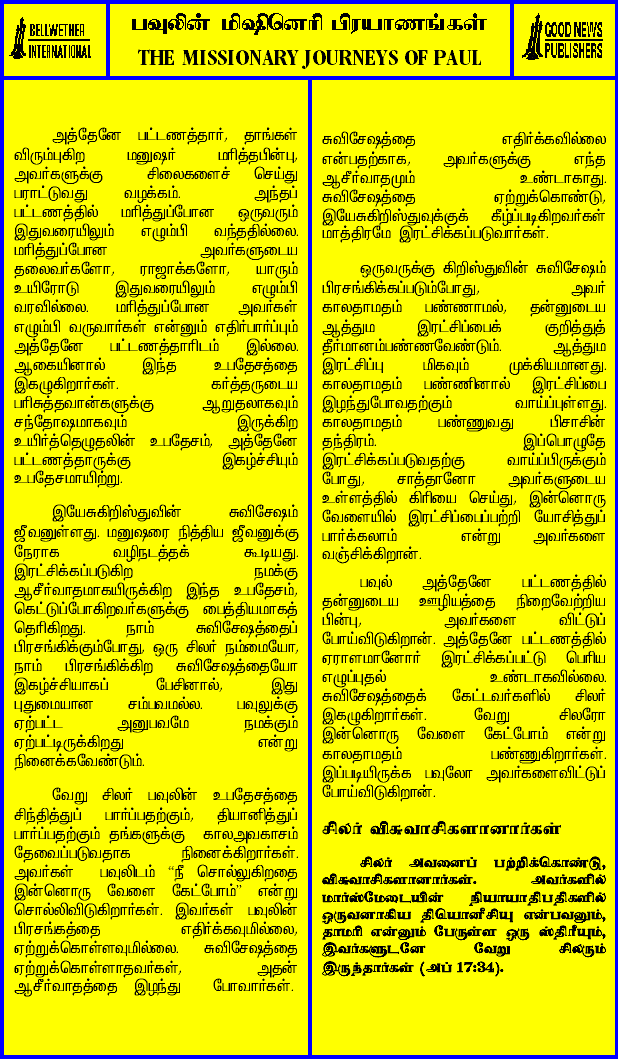 BELLWETHER
INTERNATIONAL
பவுலின் மிஷினெரி பிரயாணங்கள்
THE MISSIONARY JOURNEYS OF PAUL
GOOD NEWS
PUBLISHERS
அத்தேனே பட்டணத்தார், தாங்கள்
விரும்புகிற மனுஷர் மரித்தபின்பு,
அவர்களுக்கு சிலைகளைச் செய்து
பராட்டுவது வழக்கம். அந்தப்
பட்டணத்தில் மரித்துப்போன ஒருவரும்
இதுவரையிலும் எழும்பி வந்ததில்லை.
மரித்துப்போன அவர்களுடைய
தலைவர்களோ, ராஜாக்களோ, யாரும்
உயிரோடு இதுவரையிலும் எழும்பி
வரவில்லை. மரித்துப்போன அவர்கள்
எழும்பி வருவார்கள் என்னும் எதிர்பார்ப்பும்
அத்தேனே பட்டணத்தாரிடம் இல்லை.
ஆகையினால் இந்த உபதேசத்தை
இகழுகிறார்கள். கர்த்தருடைய
பரிசுத்தவான்களுக்கு ஆறுதலாகவும்
சந்தோஷமாகவும் இருக்கிற
உயிர்த்தெழுதலின் உபதேசம், அத்தேனே
பட்டணத்தாருக்கு இகழ்ச்சியும்
உபதேசமாயிற்று.
இயேசுகிறிஸ்துவின் சுவிசேஷம்
ஜீவனுள்ளது. மனுஷரை நித்திய ஜீவனுக்கு
நேராக வழிநடத்தக் கூடியது.
இரட்சிக்கப்படுகிற நமக்கு
ஆசீர்வாதமாகயிருக்கிற இந்த உபதேசம்,
கெட்டுப்போகிறவர்களுக்கு பைத்தியமாகத்
தெரிகிறது. நாம் சுவிசேஷத்தைப்
பிரசங்கிக்கும்போது, ஒரு சிலர் நம்மையோ,
நாம் பிரசங்கிக்கிற சுவிசேஷத்தையோ
இகழ்ச்சியாகப் பேசினால், இது
புதுமையான சம்பவமல்ல. பவுலுக்கு
ஏற்பட்ட அனுபவமே நமக்கும்
ஏற்பட்டிருக்கிறது என்று
நினைக்கவேண்டும்.
வேறு சிலர் பவுலின் உபதேசத்தை
சிந்தித்துப் பார்ப்பதற்கும், தியானித்துப்
பார்ப்பதற்கும் தங்களுக்கு காலஅவகாசம்
தேவைப்படுவதாக நினைக்கிறார்கள்.
அவர்கள் பவுலிடம் “நீ சொல்லுகிறதை
இன்னொரு வேளை கேட்போம்” என்று
சொல்லிவிடுகிறார்கள். இவர்கள் பவுலின்
பிரசங்கத்தை எதிர்க்கவுமில்லை,
ஏற்றுக்கொள்ளவுமில்லை. சுவிசேஷத்தை
ஏற்றுக்கொள்ளாதவர்கள், அதன்
ஆசீர்வாதத்தை இழந்து போவார்கள்.
சுவிசேஷத்தை எதிர்க்கவில்லை
என்பதற்காக, அவர்களுக்கு எந்த
ஆசீர்வாதமும் உண்டாகாது.
சுவிசேஷத்தை ஏற்றுக்கொண்டு,
இயேசுகிறிஸ்துவுக்குக் கீழ்ப்படிகிறவர்கள்
மாத்திரமே இரட்சிக்கப்படுவார்கள்.
ஒருவருக்கு கிறிஸ்துவின் சுவிசேஷம்
பிரசங்கிக்கப்படும்போது, அவர்
காலதாமதம் பண்ணாமல், தன்னுடைய
ஆத்தும இரட்சிப்பைக் குறித்துத்
தீர்மானம்பண்ணவேண்டும். ஆத்தும
இரட்சிப்பு மிகவும் முக்கியமானது.
காலதாமதம் பண்ணினால் இரட்சிப்பை
இழந்துபோவதற்கும் வாய்ப்புள்ளது.
காலதாமதம் பண்ணுவது பிசாசின்
தந்திரம். இப்பொழுதே
இரட்சிக்கப்படுவதற்கு வாய்ப்பிருக்கும்
போது, சாத்தானோ அவர்களுடைய
உள்ளத்தில் கிரியை செய்து, இன்னொரு
வேளையில் இரட்சிப்பைப்பற்றி யோசித்துப்
பார்க்கலாம் என்று அவர்களை
வஞ்சிக்கிறான்.
பவுல் அத்தேனே பட்டணத்தில்
தன்னுடைய ஊழியத்தை நிறைவேற்றிய
பின்பு, அவர்களை விட்டுப்
போய்விடுகிறான். அத்தேனே பட்டணத்தில்
ஏராளமானோர் இரட்சிக்கப்பட்டு பெரிய
எழுப்புதல் உண்டாகவில்லை.
சுவிசேஷத்தைக் கேட்டவர்களில் சிலர்
இகழுகிறார்கள். வேறு சிலரோ
இன்னொரு வேளை கேட்போம் என்று
காலதாமதம் பண்ணுகிறார்கள்.
இப்படியிருக்க பவுலோ அவர்களைவிட்டுப்
போய்விடுகிறான்.
சிலர் விசுவாசிகளானார்கள்
சிலர் அவனைப் பற்றிக்கொண்டு,
விசுவாசிகளானார்கள். அவர்களில்
மார்ஸ்மேடையின் நியாயாதிபதிகளில்
ஒருவனாகிய தியொனீசியு என்பவனும்,
தாமரி என்னும் பேருள்ள ஒரு ஸ்திரீயும்,
இவர்களுடனே வேறு சிலரும்
இருந்தார்கள் (அப் 17:34).